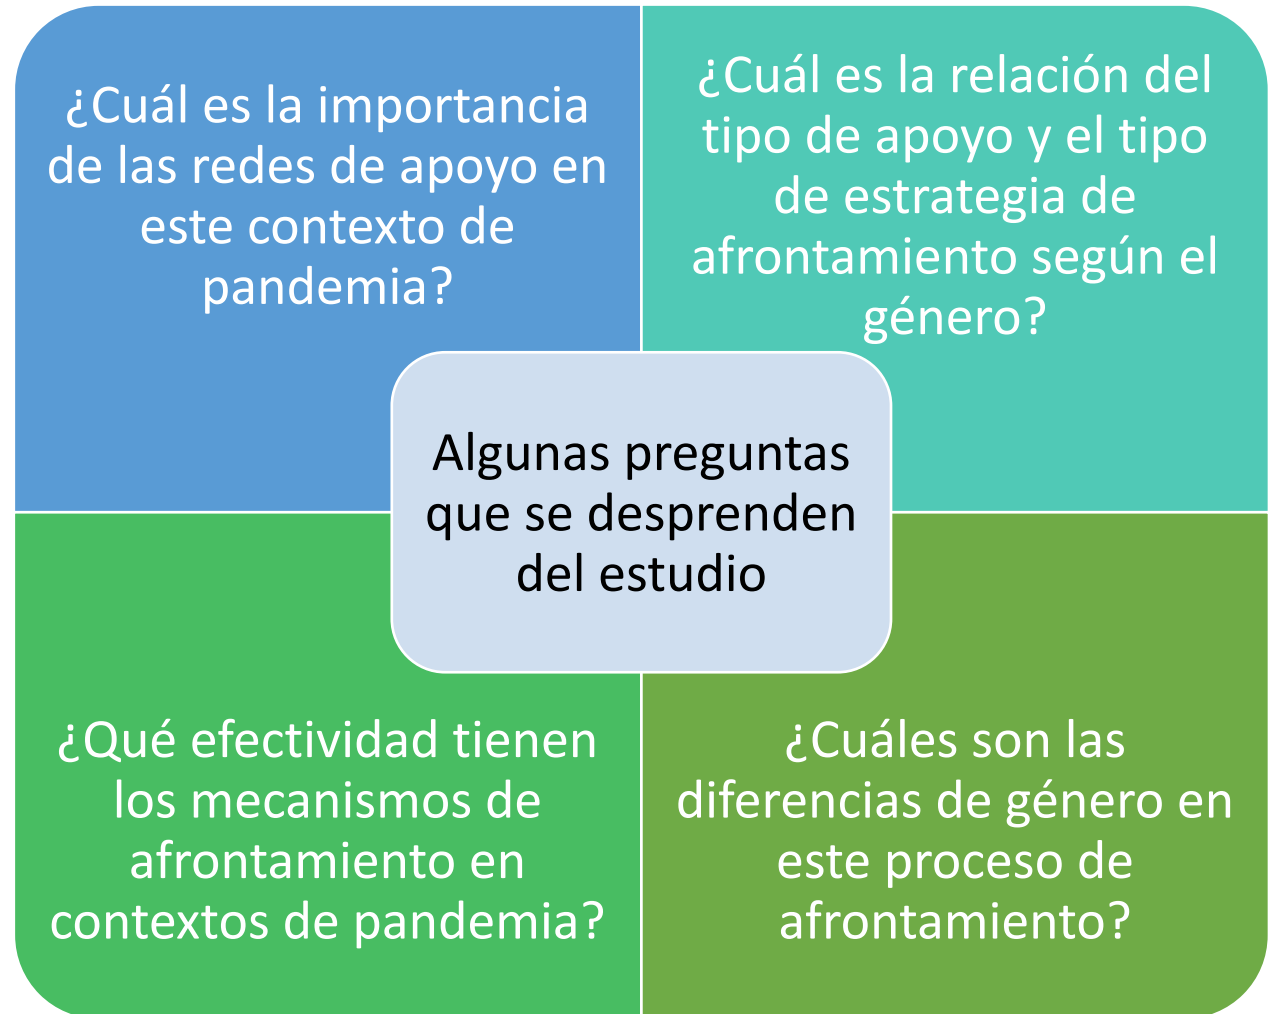 ¿Cuál es la importancia
de las redes de apoyo en
este contexto de
pandemia?
¿Cuál es la relación del
tipo de apoyo y el tipo
de estrategia de
afrontamiento según el
género?
Algunas preguntas
que se desprenden
del estudio
¿Qué efectividad tienen
los mecanismos de
afrontamiento en
contextos de pandemia?
¿Cuáles son las
diferencias de género en
este proceso de
afrontamiento?